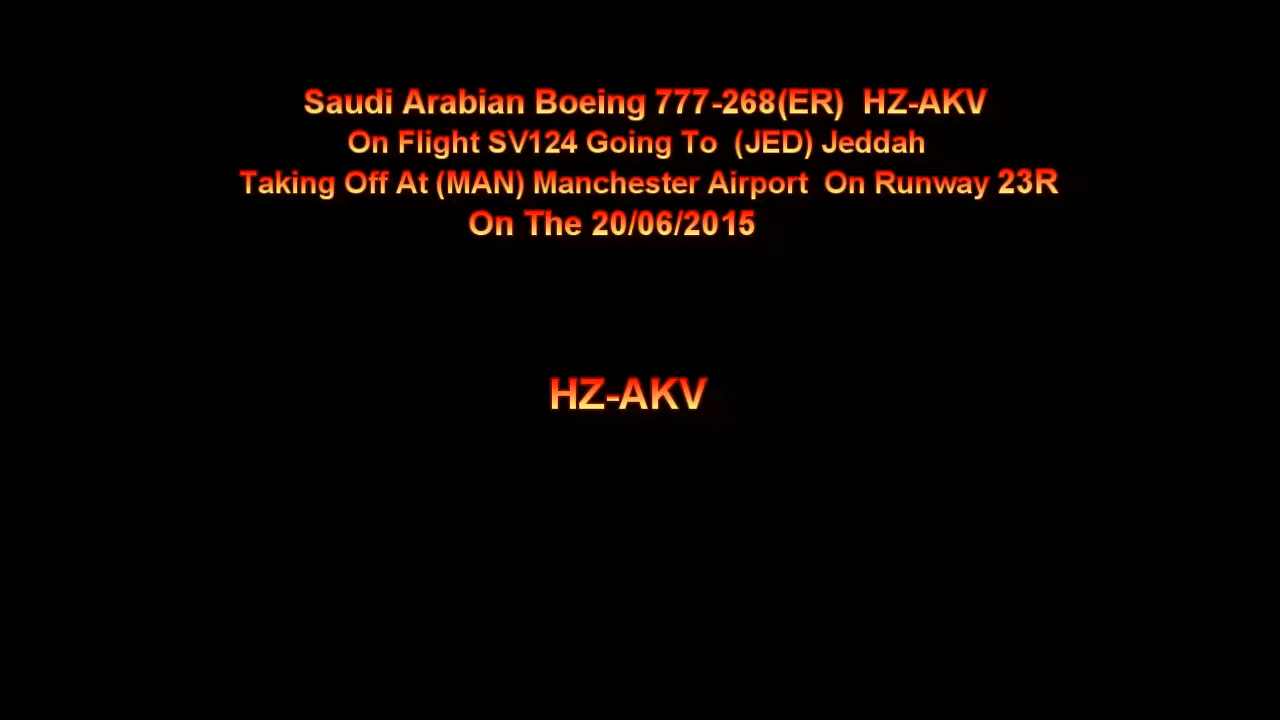 Saudi Arabian Boeing 777-268(ER) HZ-AKV
On Flight SV124 Going To (JED) Jeddah
Taking Off At (MAN) Manchester Airport On Runway 23R
On The 20/06/2015
HZ-AKV